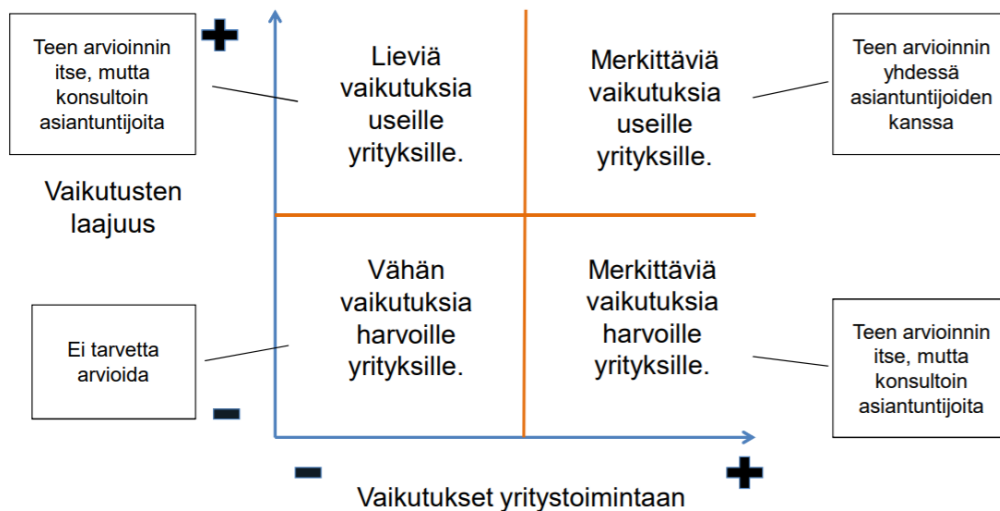 Teen arvioinnin
itse, mutta
konsultoin
asiantuntijoita
Lieviä
vaikutuksia
useille
yrityksille.
Merkittäviä
vaikutuksia
useille
yrityksille.
Teen arvioinnin
yhdessä
asiantuntijoiden
kanssa
Vaikutusten
laajuus
Ei tarvetta
arvioida
Vähän
vaikutuksia
harvoille
yrityksille.
Merkittäviä
vaikutuksia
harvoille
yrityksille.
Teen arvioinnin
itse, mutta
konsultoin
asiantuntijoita
Vaikutukset yritystoimintaan